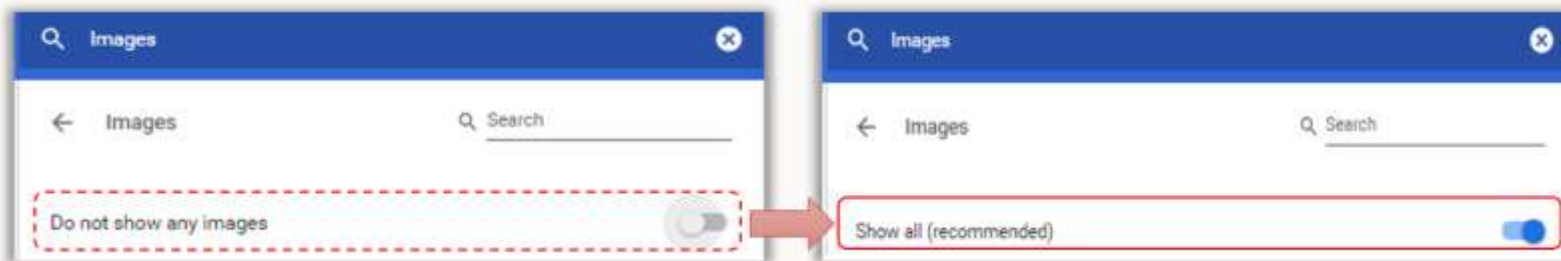 Images
Images
Search
Do not show any images
Images
Images
Search
Show all (recommended)